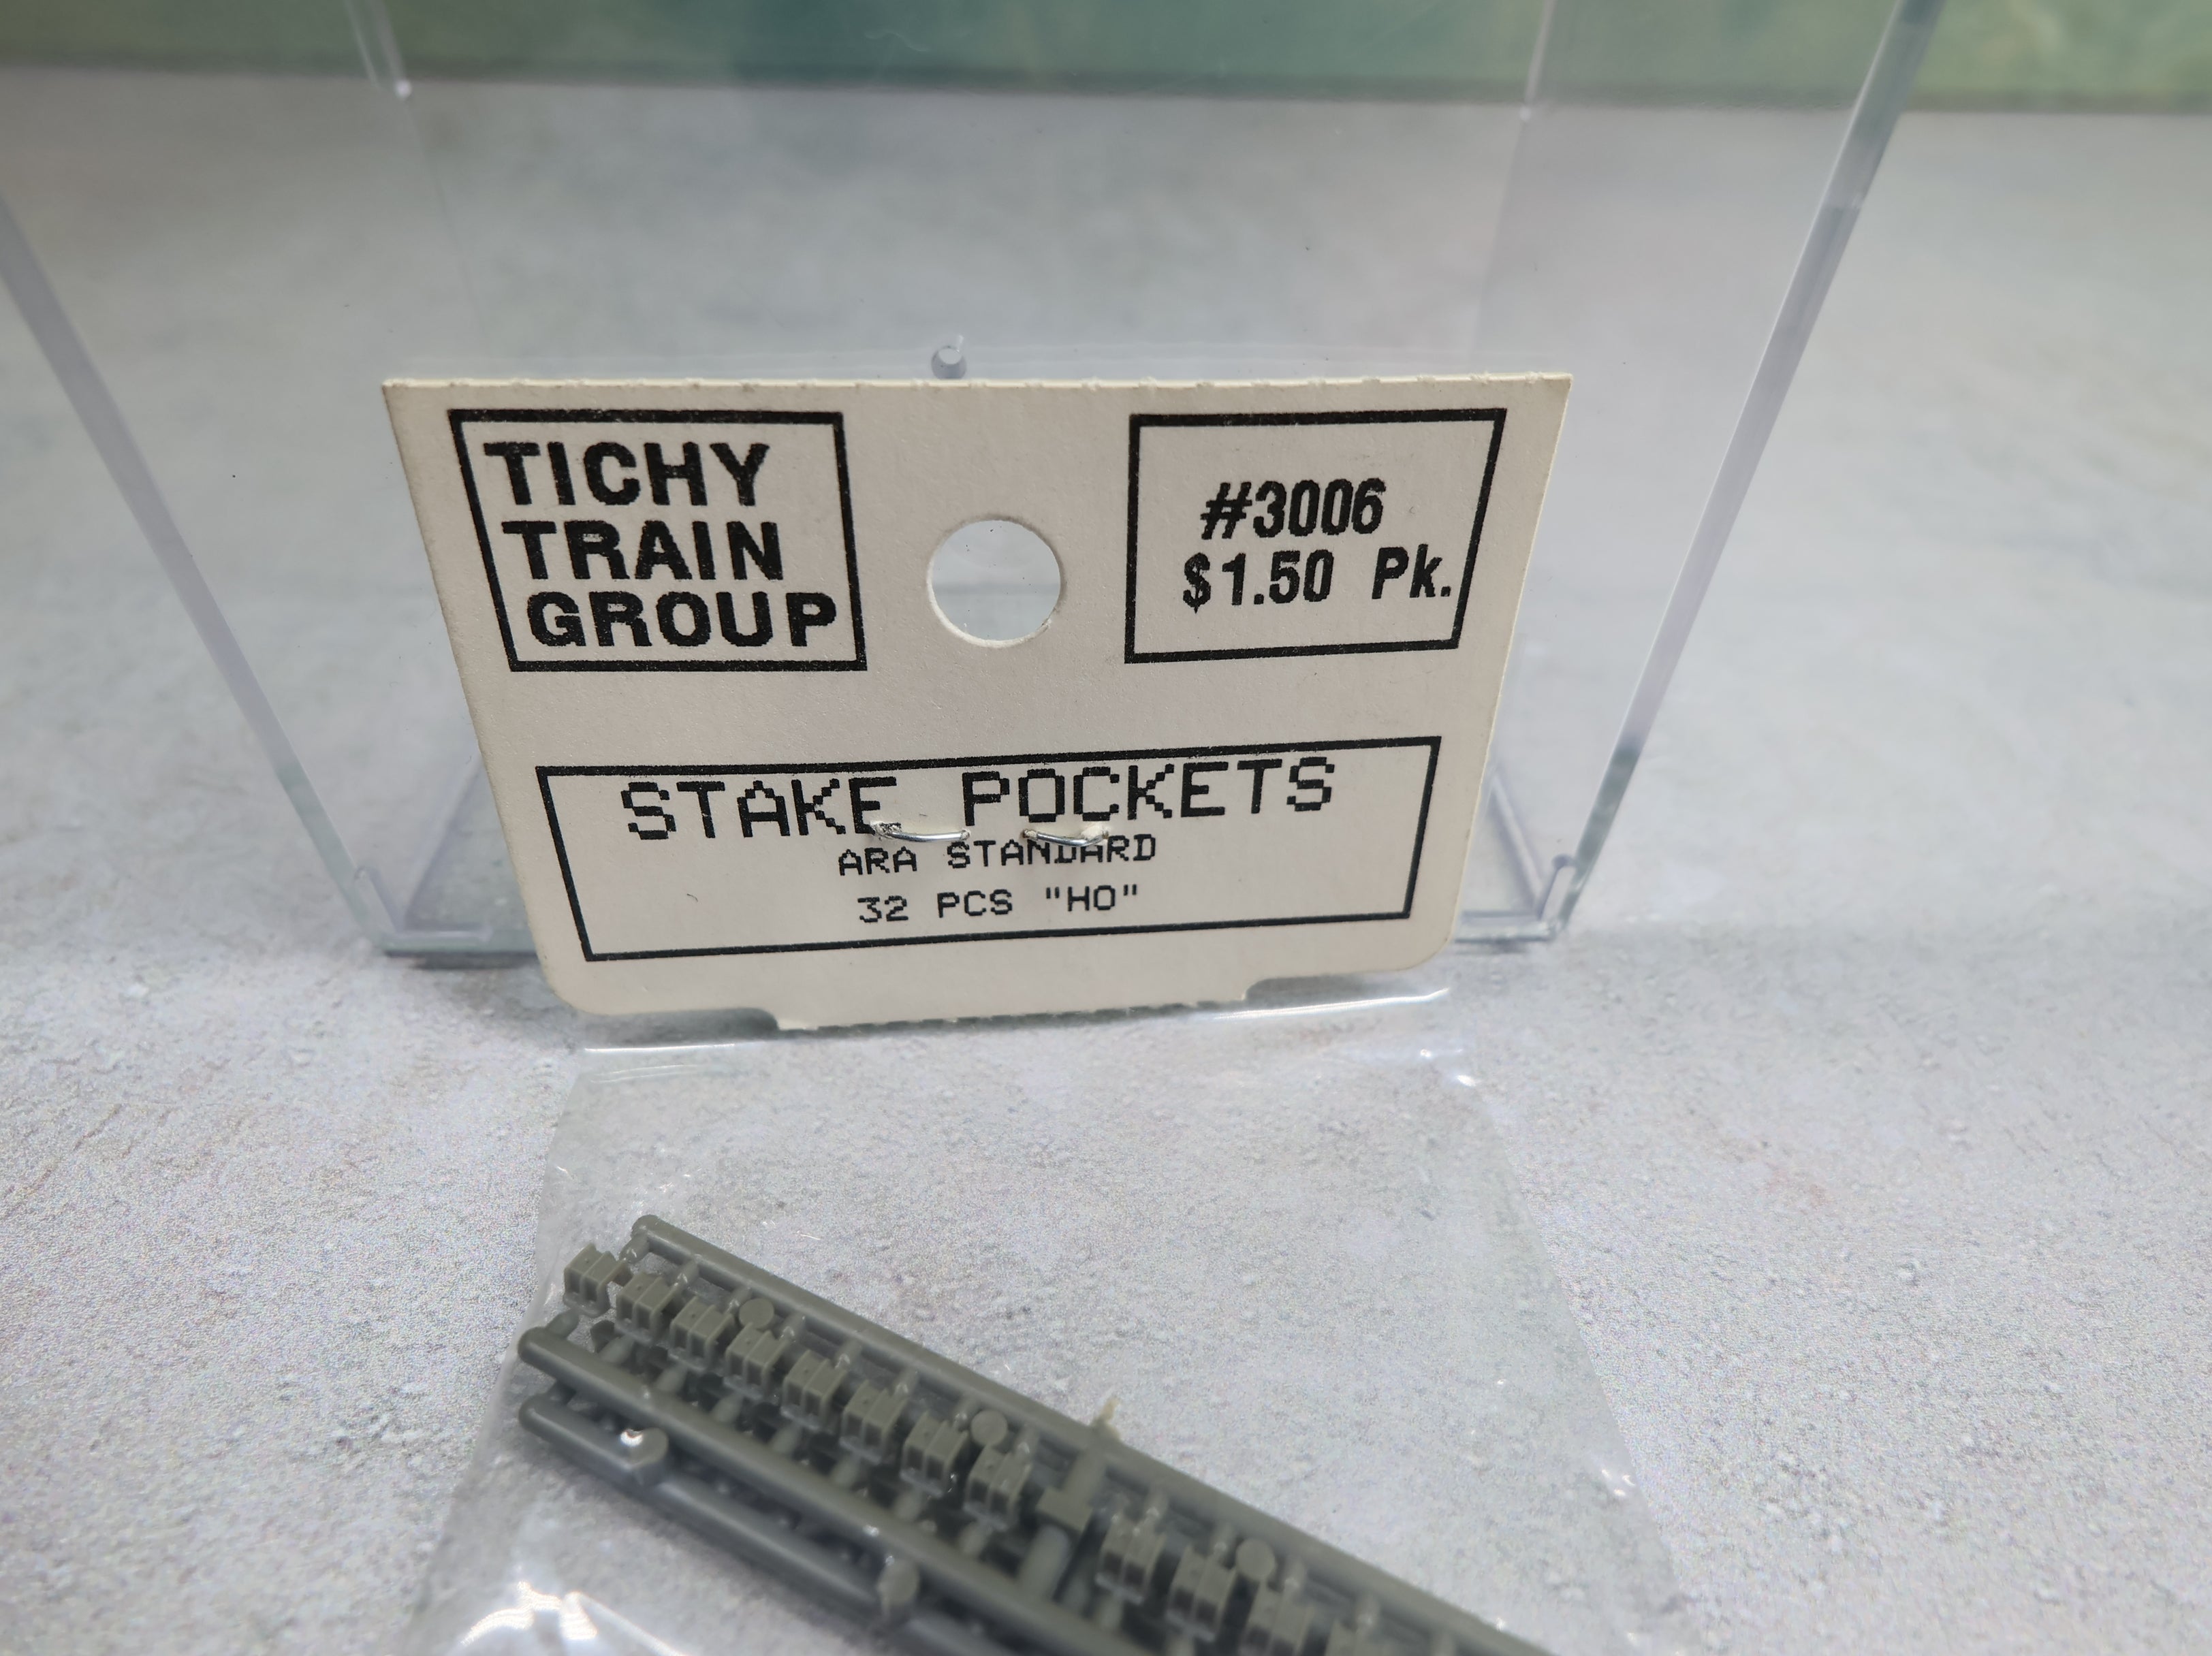 TICHY
TRAIN
GROUP
#3006
$1.50 Pk.
STAKE POCKETS
ARA STANDARD
32 PCS "HO"